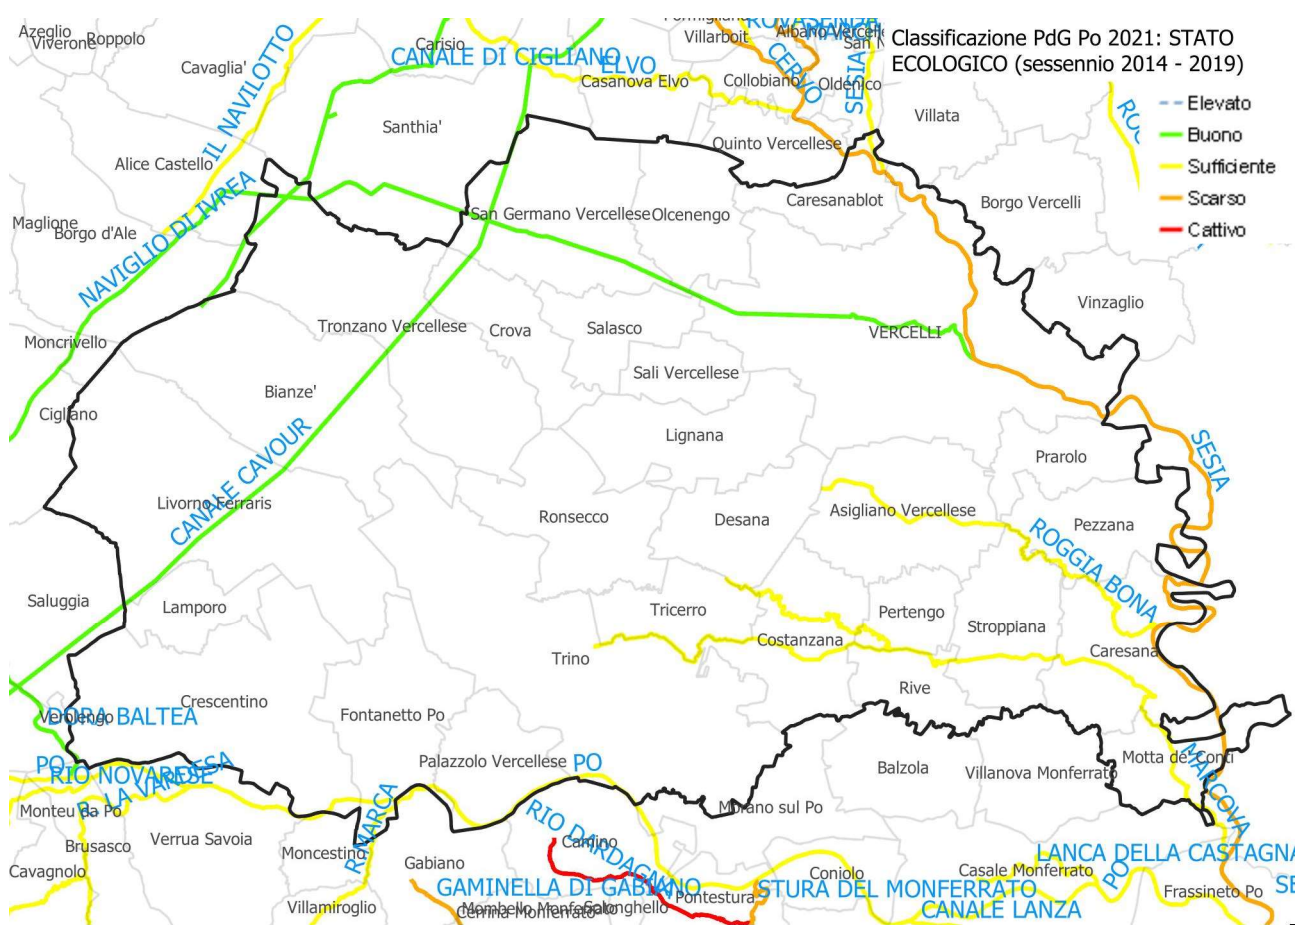 Azeglio
Viverone
Roppolo
Cavaglia'
IL NAVILOTTO
Carisio
CANALE DI CIGLIANO
ELVO
Casanova Elvo
Villarboit
Collobiano
CERVO
Oldenico
SESIA
Classificazione PdG Po 2021: STATO
ECOLOGICO (sessennio 2014 - 2019)
Elevato
Buono
Sufficiente
Scarso
Cattivo
Villata
Santhia'
Alice Castello
Quinto Vercellese
Maglione
Borgo d'Ale
NAVIGLIO DI IVREA
San Germano Vercellese
Olcenengo
Caresanablot
Borgo Vercelli
Vinzaglio
Moncrivello
Tronzano Vercellese
Crova
Salasco
VERCELLI
Sali Vercellese
Bianze'
Cigliano
Lignana
CANALE CAVOUR
Livorno Ferraris
Ronsecco
Desana
Asigliano Vercellese
Prarolo
SESIA
Pezzana
ROGGIA BONA
Saluggia
Lamporo
Tricerro
Pertengo
Costanzana
Stroppiana
Caresana
Trino
Rive
Crescentino
Fontanetto Po
Verolengo
DORA BALTEA
PO
RIO NOVARESE
R. LA VARESSA
Palazzolo Vercellese
PO
Balzola
Villanova Monferrato
Motta de' Conti
MARCOVA
Monteu da Po
Morano sul Po
Brusasco
Verrua Savoia
Moncestino
R. MARCA
Cavagnolo
Gabiano
Camino
Coniolo
Casale Monferrato
PO
LANCA DELLA CASTAGNA
Frassineto Po
GAMINELLA DI GABIANO
Pontestura
STURA DEL MONFERRATO
CANALE LANZA
Villamiroglio
Mombello Monferrato